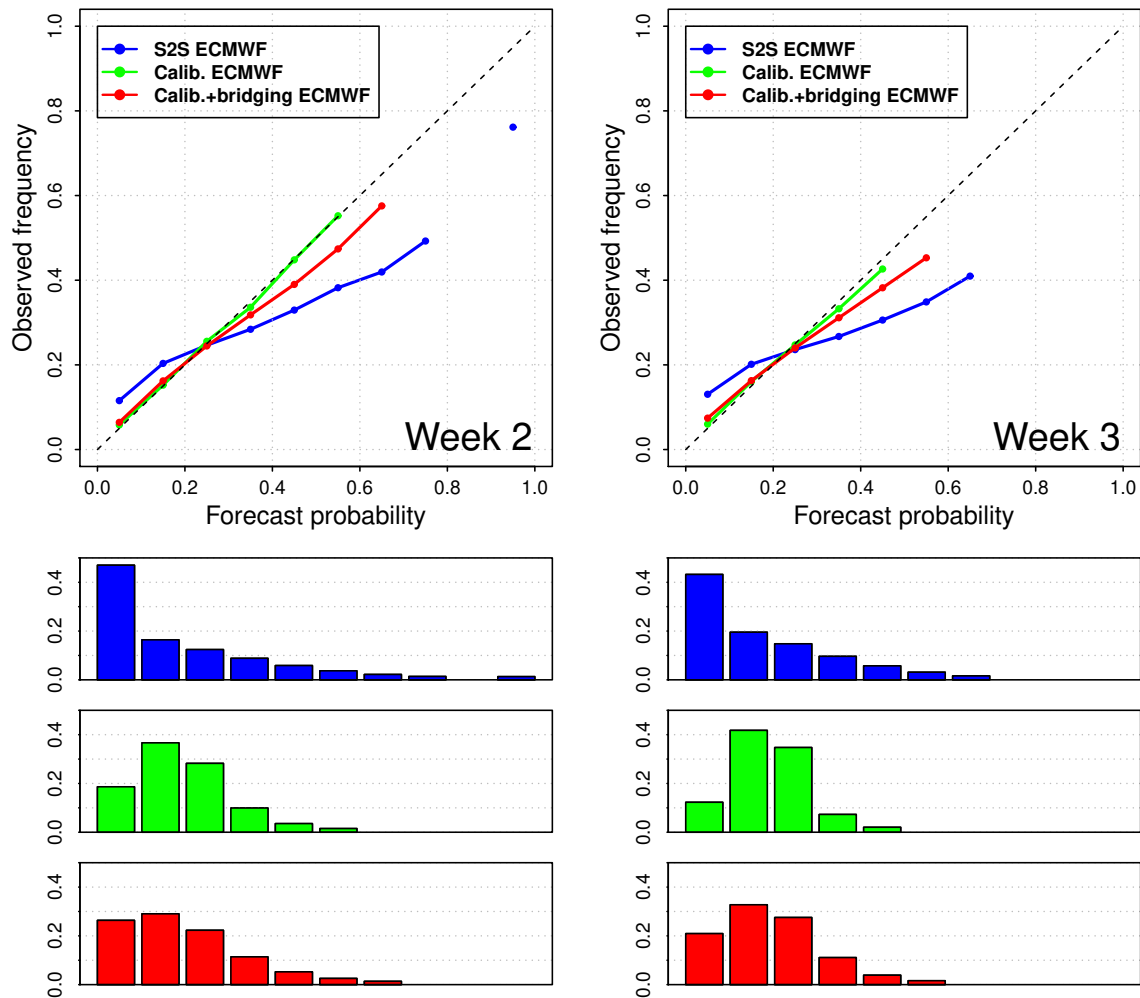 S2S ECMWF
Calib. ECMWF
Calib.+bridging ECMWF
Week 2
Observed frequency
0.0 0.2 0.4 0.6 0.8 1.0
Forecast probability
0.0 0.2 0.4 0.6 0.8 1.0
S2S ECMWF
Calib. ECMWF
Calib.+bridging ECMWF
Week 3
Observed frequency
0.0 0.2 0.4 0.6 0.8 1.0
Forecast probability
0.0 0.2 0.4 0.6 0.8 1.0
0.0 0.2 0.4
0.0 0.2 0.4
0.0 0.2 0.4
0.0 0.2 0.4
0.0 0.2 0.4
0.0 0.2 0.4